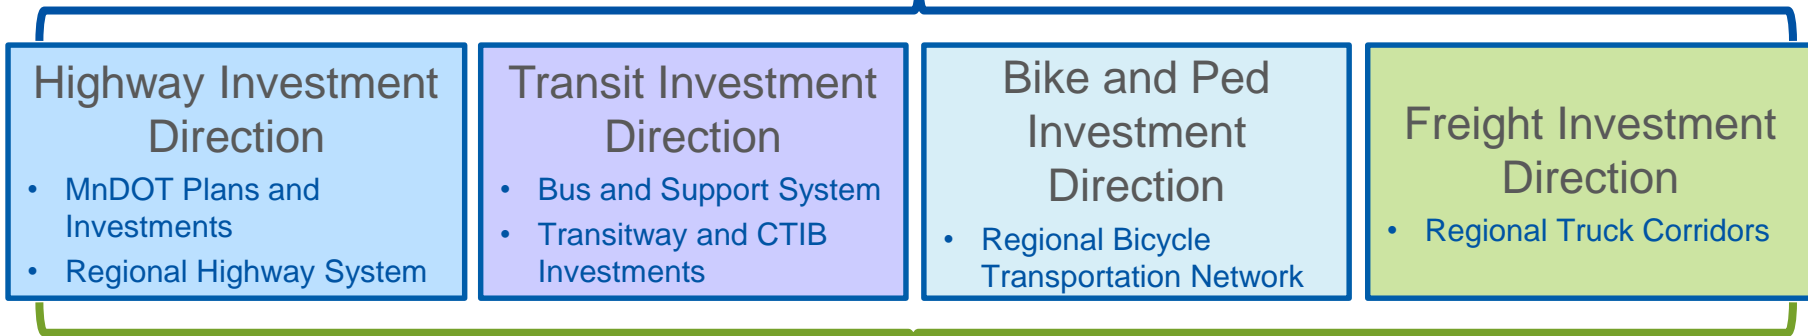 Highway Investment
Direction
• MnDOT Plans and
Investments
• Regional Highway System
Transit Investment
Direction
• Bus and Support System
• Transitway and CTIB
Investments
Bike and Ped
Investment
Direction
• Regional Bicycle
Transportation Network
Freight Investment
Direction
• Regional Truck Corridors